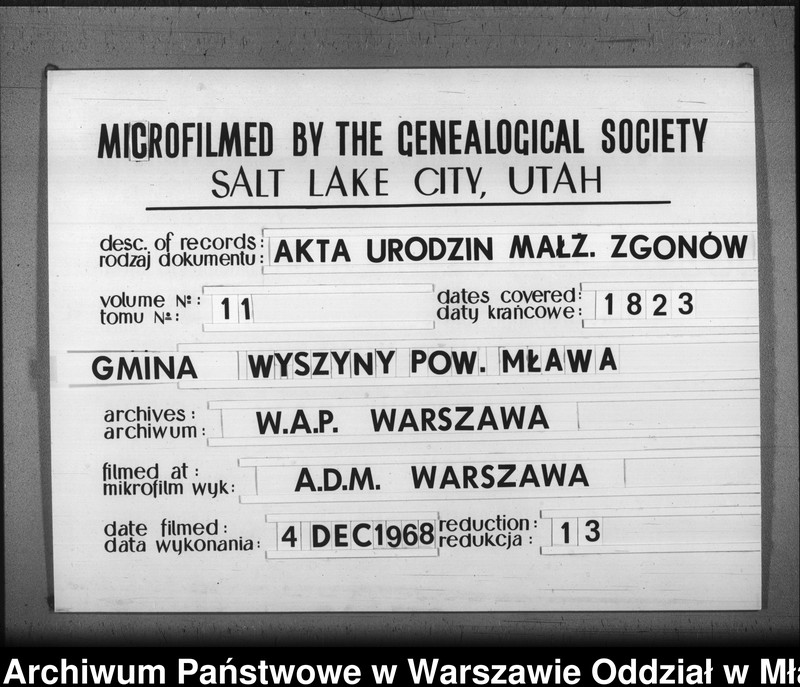 MICROFILMED BY THE GENEALOGICAL SOCIETY
SALT LAKE CITY, UTAH
desc. of records:
rodzaj dokumentu: AKTA URODZIN MAŁŻ. ZGONÓW
volume №: 11 dates covered: 1823
tomu №: daty krańcowe:
GMINA WYSZYNY POW. MŁAWA
archives:
archiwum: W.A.P. WARSZAWA
filmed at:
mikrofilm wyk: A.D.M. WARSZAWA
date filmed: 4 DEC 1968 reduction: 13
data wykonania: redukcja:
Archiwum Państwowe w Warszawie Oddział w Mła